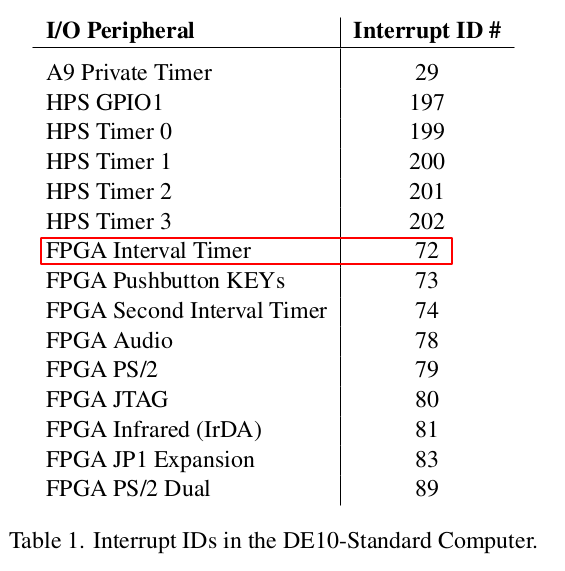 I/O Peripheral Interrupt ID #
A9 Private Timer 29
HPS GPIO1 197
HPS Timer 0 199
HPS Timer 1 200
HPS Timer 2 201
HPS Timer 3 202
FPGA Interval Timer 72
FPGA Pushbutton KEYs 73
FPGA Second Interval Timer 74
FPGA Audio 78
FPGA PS/2 79
FPGA JTAG 80
FPGA Infrared (IrDA) 81
FPGA JP1 Expansion 83
FPGA PS/2 Dual 89
Table 1. Interrupt IDs in the DE10-Standard Computer.